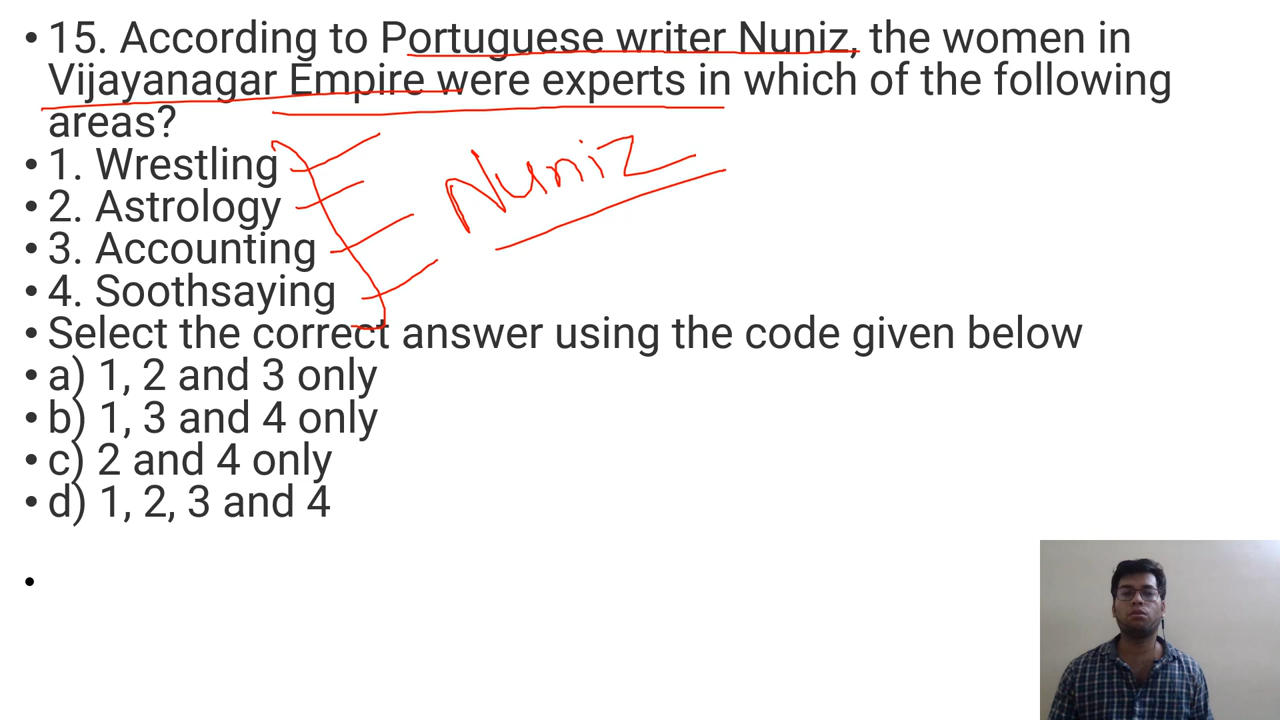 • 15. According to Portuguese writer Nuniz, the women in
Vijayanagar Empire were experts in which of the following
areas?
• 1. Wrestling
• 2. Astrology
• 3. Accounting
• 4. Soothsaying
Nuniz
• Select the correct answer using the code given below
• a) 1, 2 and 3 only
• b) 1, 3 and 4 only
• c) 2 and 4 only
• d) 1, 2, 3 and 4
•